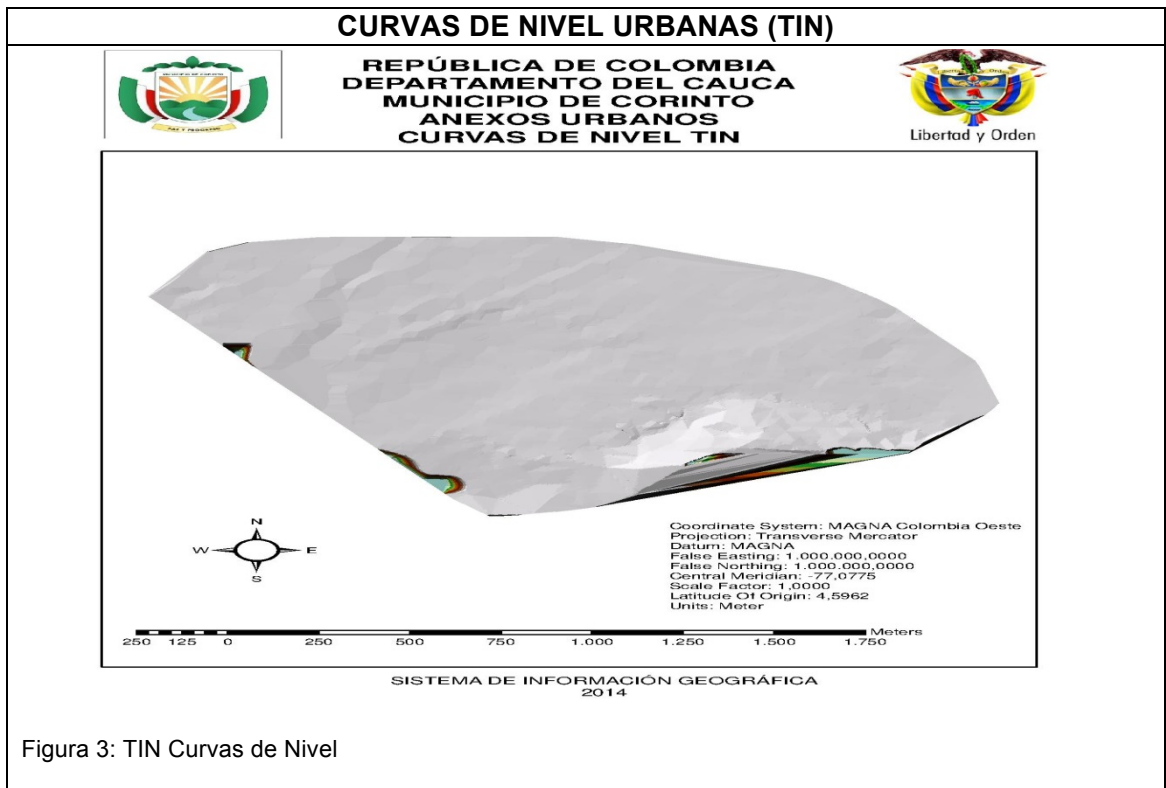 CURVAS DE NIVEL URBANAS (TIN)
REPÚBLICA DE COLOMBIA
DEPARTAMENTO DEL CAUCA
MUNICIPIO DE CORINTO
ANEXOS URBANOS
CURVAS DE NIVEL TIN
Libertad y Orden
N
W
E
S
Coordinate System: MAGNA Colombia Oeste
Projection: Transverse Mercator
Datum: MAGNA
False Easting: 1.000.000,0000
False Northing: 1.000.000,0000
Central Meridian: -77,0775
Scale Factor: 1,0000
Latitude Of Origin: 4,5962
Units: Meter
Meters
250 125 0 250 500 750 1.000 1.250 1.500 1.750
SISTEMA DE INFORMACIÓN GEOGRÁFICA
2014
Figura 3: TIN Curvas de Nivel